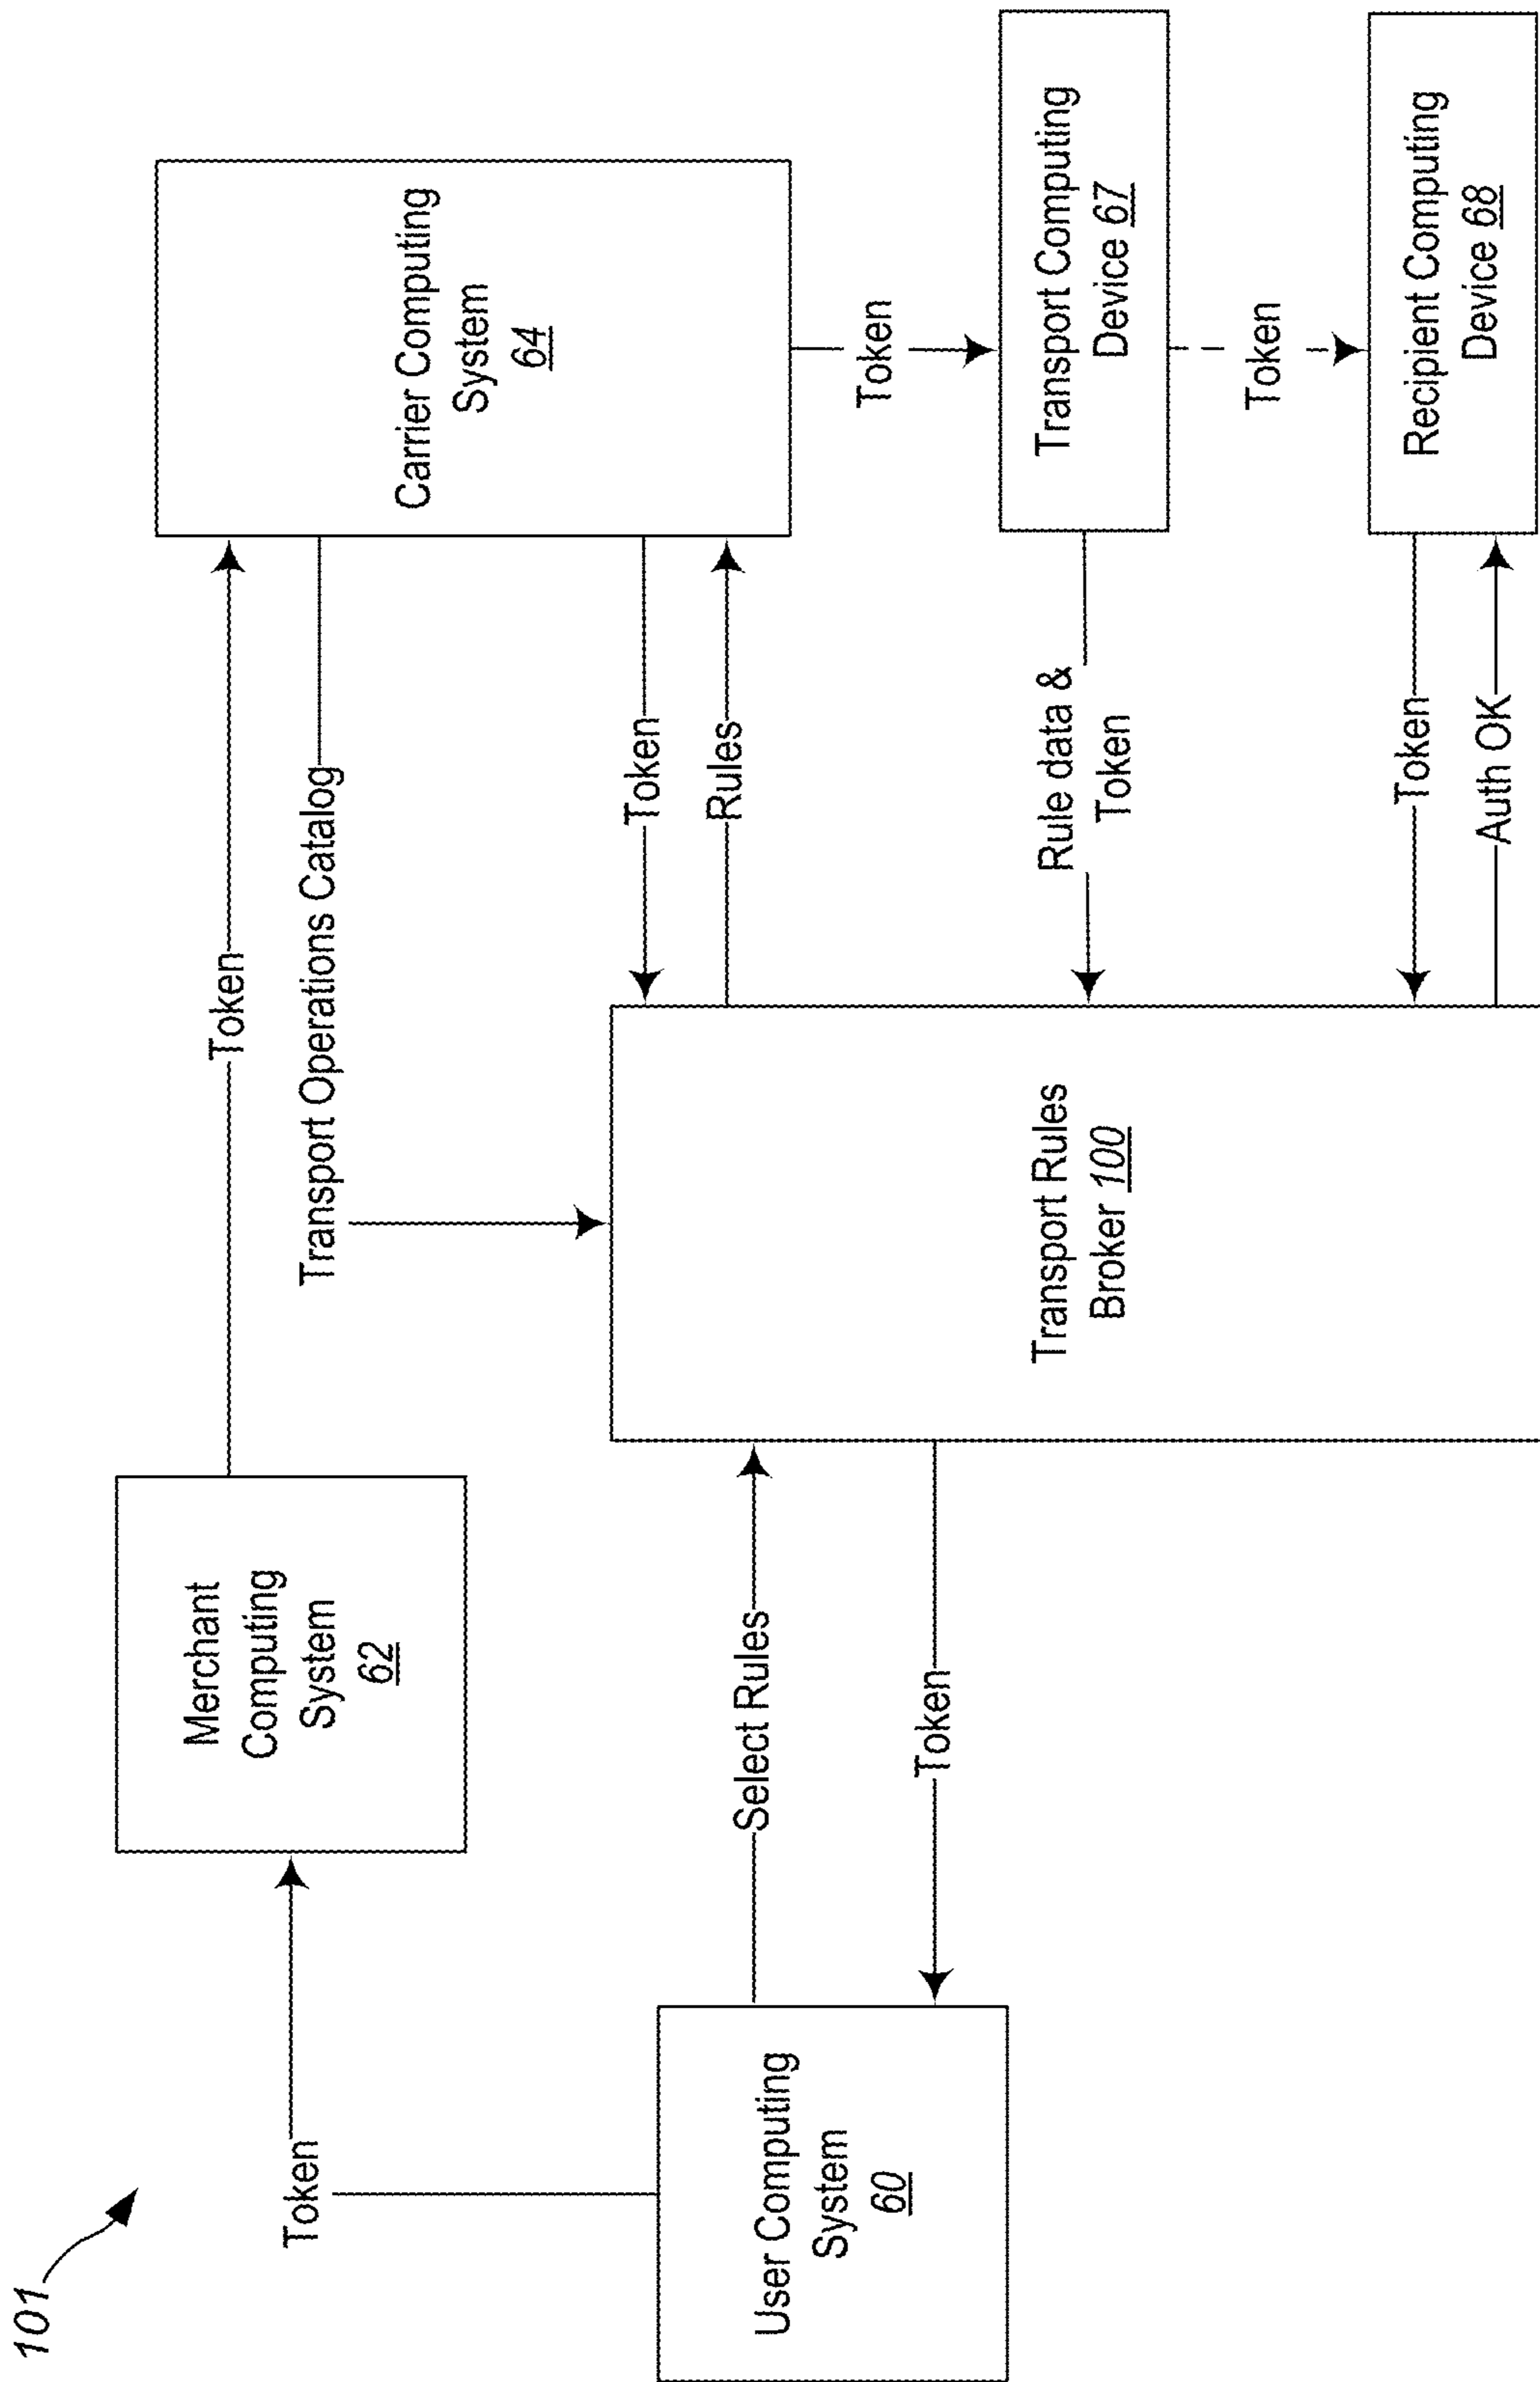 101
Token
Merchant
Computing
System
62
Token
Transport Operations Catalog
Carrier Computing
System
64
User Computing
System
60
Select Rules
Token
Transport Rules
Broker 100
Token
Rules
Token
Rule data &
Token
Transport Computing
Device 67
Token
Token
Auth OK
Recipient Computing
Device 68